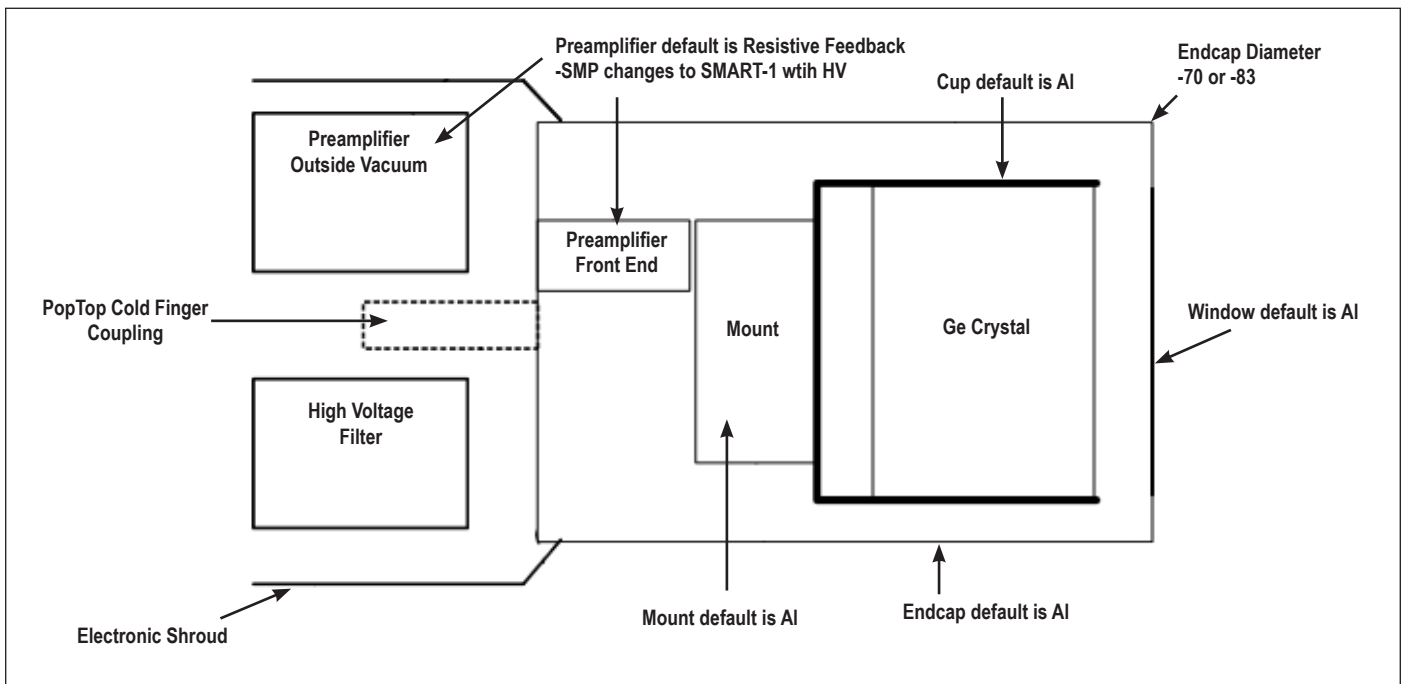 Preamplifier default is Resistive Feedback
-SMP changes to SMART-1 wtih HV
Endcap Diameter
-70 or -83
Cup default is Al
Preamplifier
Outside Vacuum
Preamplifier
Front End
PopTop Cold Finger
Coupling
Mount
Ge Crystal
Window default is Al
High Voltage
Filter
Mount default is Al
Endcap default is Al
Electronic Shroud